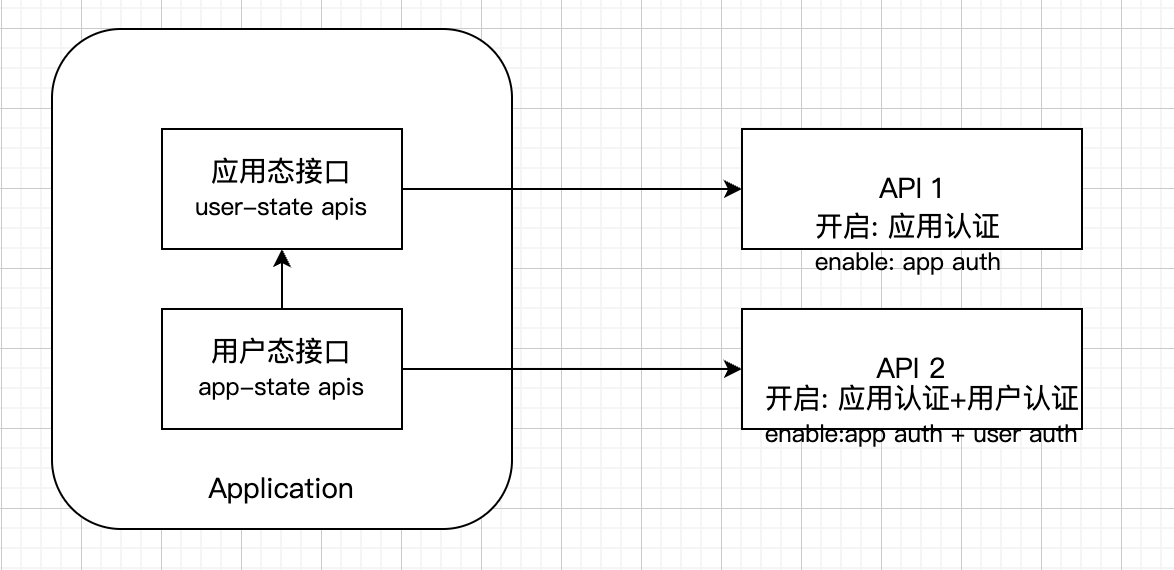 应用态接口
user-state apis
API 1
开启: 应用认证
enable: app auth
用户态接口
app-state apis
API 2
开启: 应用认证+用户认证
enable:app auth + user auth
Application